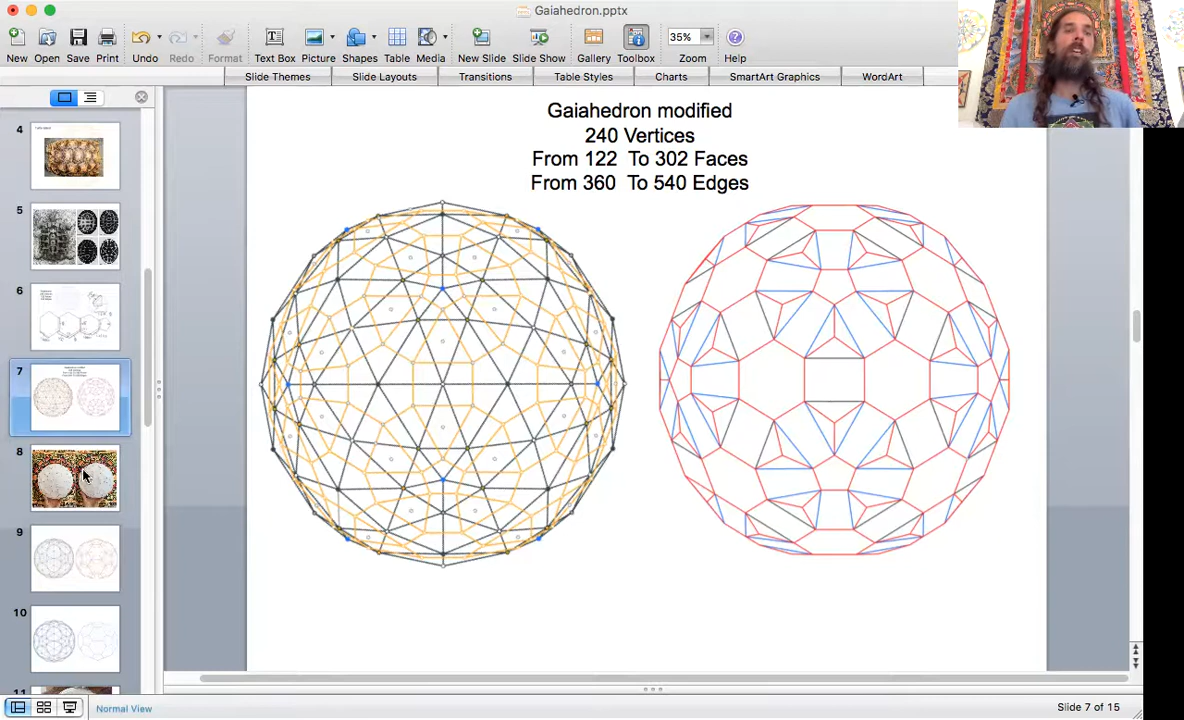 Gaiahedron.pptx
New Open Save Print Undo Redo Format Text Box Picture Shapes Table Media New Slide Slide Show Gallery Toolbox Zoom Help
35%
Slide Themes Slide Layouts Transitions Table Styles Charts SmartArt Graphics WordArt
4
5
6
7
8
9
10
11
Gaiahedron modified
240 Vertices
From 122 To 302 Faces
From 360 To 540 Edges
Normal View
Slide 7 of 15